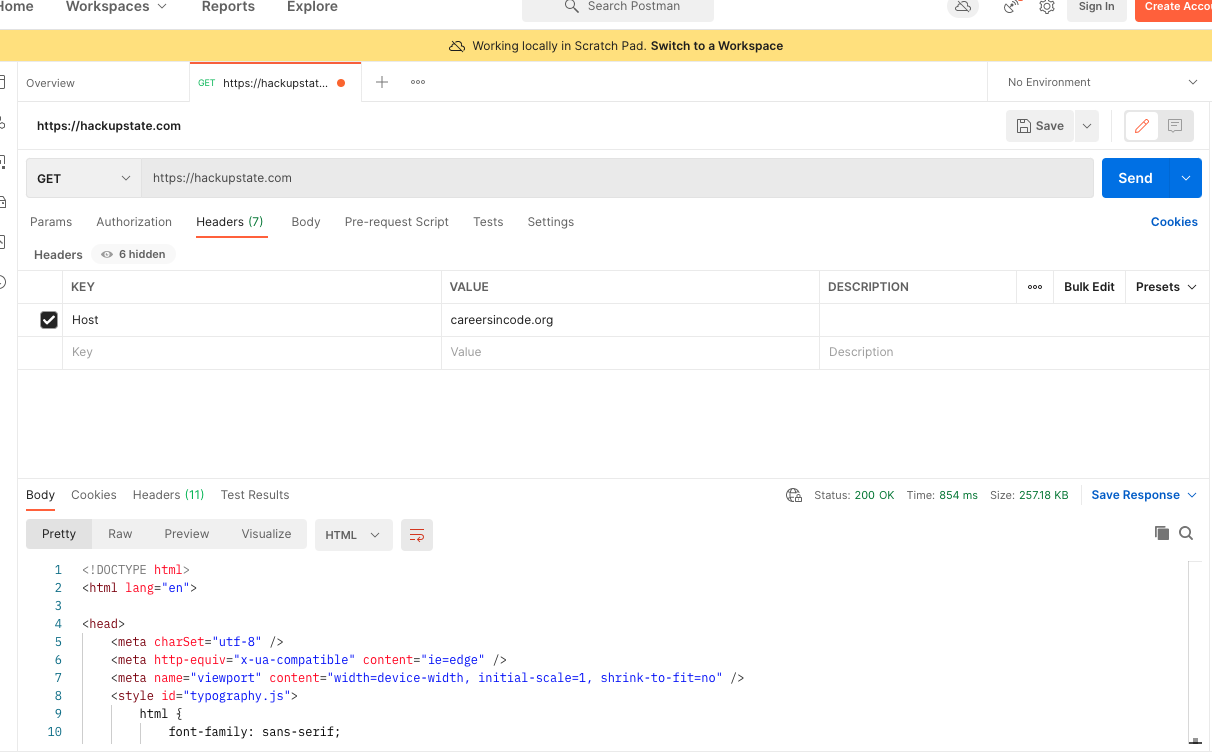 Home Workspaces Reports Explore Search Postman Sign In Create Accou
Working locally in Scratch Pad. Switch to a Workspace
Overview GET https://hackupstat... No Environment
https://hackupstate.com Save
GET https://hackupstate.com Send
Params Authorization Headers (7) Body Pre-request Script Tests Settings Cookies
Headers 6 hidden
KEY VALUE DESCRIPTION Bulk Edit Presets
Host careersincode.org
Key Value Description
Body Cookies Headers (11) Test Results Status: 200 OK Time: 854 ms Size: 257.18 KB Save Response
Pretty Raw Preview Visualize HTML
1 <!DOCTYPE html>
2 <html lang="en">
3
4 <head>
5 <meta charSet="utf-8" />
6 <meta http-equiv="x-ua-compatible" content="ie=edge" />
7 <meta name="viewport" content="width=device-width, initial-scale=1, shrink-to-fit=no" />
8 <style id="typography.js">
9 html {
10 font-family: sans-serif;